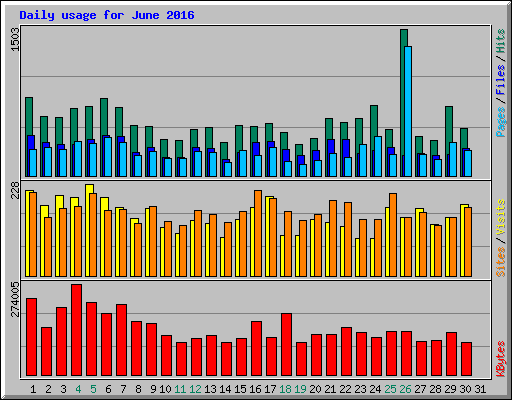 Daily usage for June 2016
1503
228
274005
Pages / Files / Hits
Sites / Visits
KBytes
1 2 3 4 5 6 7 8 9 10 11 12 13 14 15 16 17 18 19 20 21 22 23 24 25 26 27 28 29 30 31